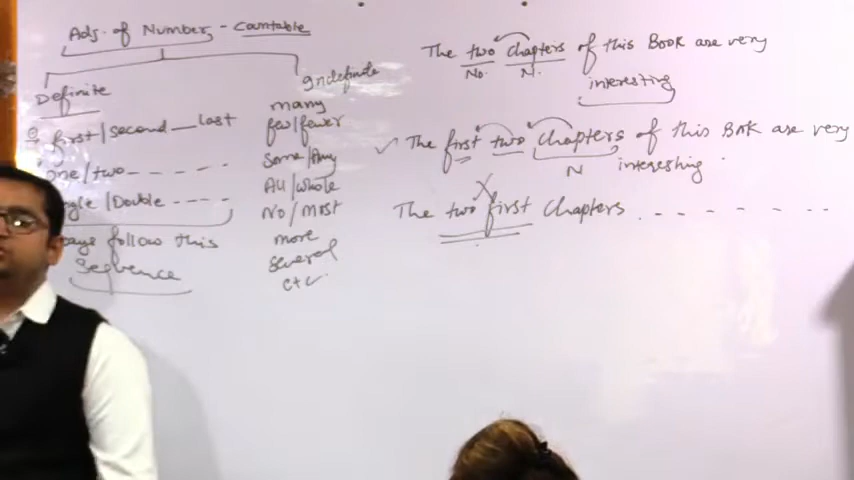 Adj. of Number - Countable
Definite
first/second __ last
one/two - - - - - -
/Double - - - -
follow this
Sequence
Indefinite
many
few/fewer
Some/Any
All/whole
No/most
more
several
etc.
The two chapters of this Book are very
No. N.
interesting
✓ The first two chapters of this Book are very
N interesting.
X
The two first chapters . - - - - - - -